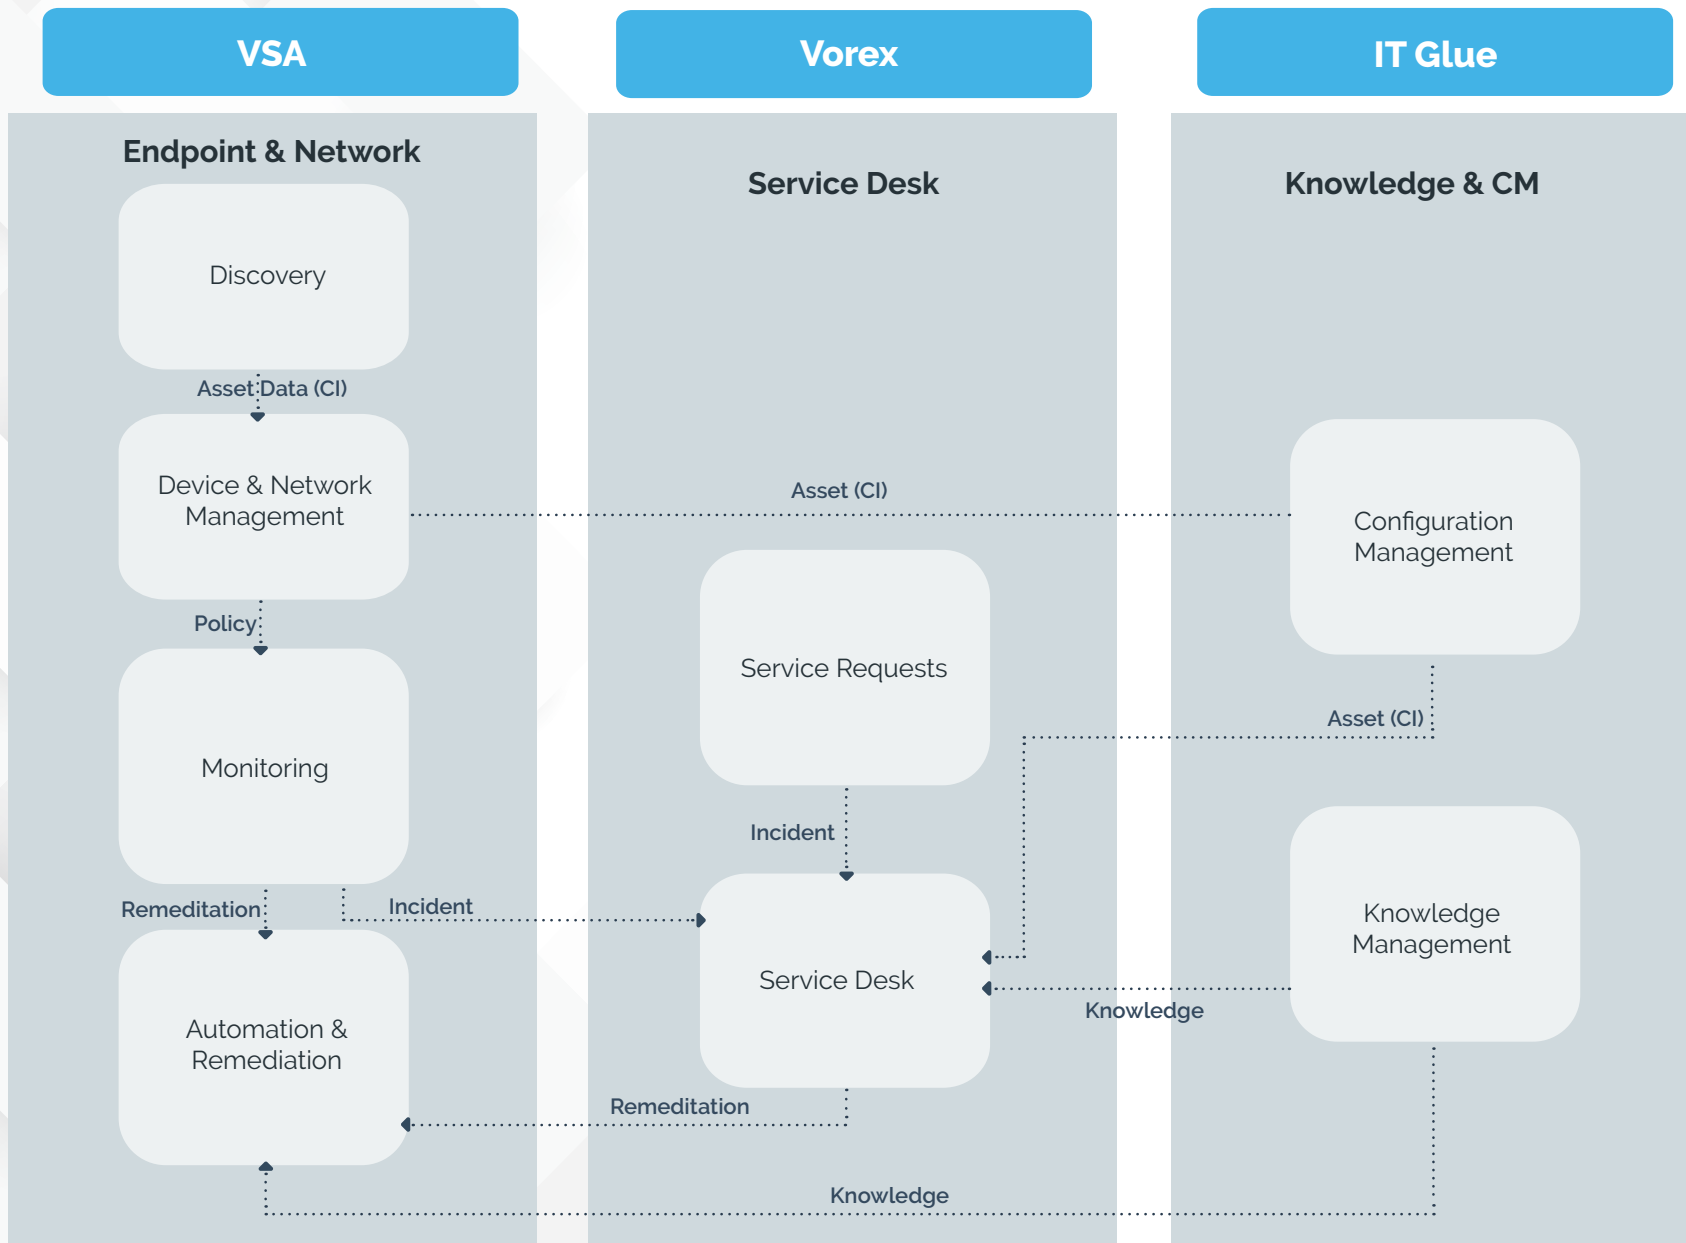 VSA
Vorex
IT Glue
Endpoint & Network
Service Desk
Knowledge & CM
Discovery
Asset Data (CI)
Device & Network
Management
Asset (CI)
Configuration
Management
Policy
Service Requests
Asset (CI)
Monitoring
Incident
Remeditation
Incident
Knowledge
Management
Service Desk
Knowledge
Automation &
Remediation
Remeditation
Knowledge